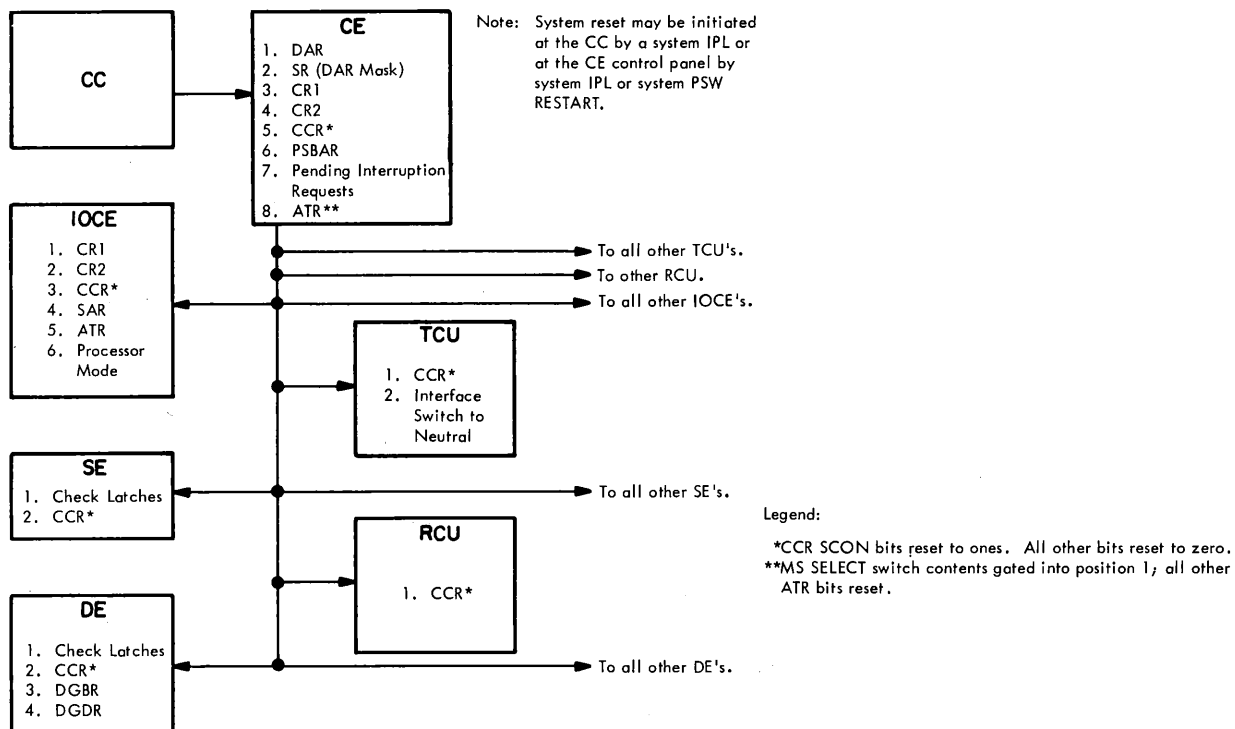 CC
CE
1. DAR
2. SR (DAR Mask)
3. CR1
4. CR2
5. CCR*
6. PSBAR
7. Pending Interruption
Requests
8. ATR**
Note: System reset may be initiated
at the CC by a system IPL or
at the CE control panel by
system IPL or system PSW
RESTART.
IOCE
1. CR1
2. CR2
3. CCR*
4. SAR
5. ATR
6. Processor
Mode
To all other TCU's.
To other RCU.
To all other IOCE's.
TCU
1. CCR*
2. Interface
Switch to
Neutral
SE
1. Check Latches
2. CCR*
To all other SE's.
RCU
1. CCR*
DE
1. Check Latches
2. CCR*
3. DGBR
4. DGDR
To all other DE's.
Legend:
*CCR SCON bits reset to ones. All other bits reset to zero.
**MS SELECT switch contents gated into position 1; all other
ATR bits reset.